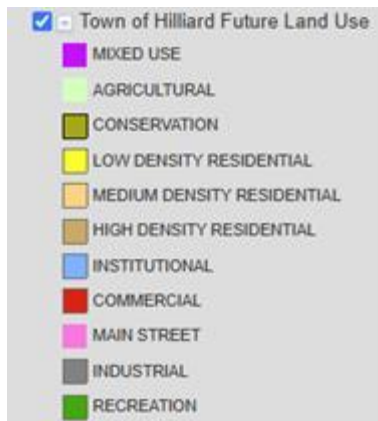 Town of Hilliard Future Land Use
MIXED USE
AGRICULTURAL
CONSERVATION
LOW DENSITY RESIDENTIAL
MEDIUM DENSITY RESIDENTIAL
HIGH DENSITY RESIDENTIAL
INSTITUTIONAL
COMMERCIAL
MAIN STREET
INDUSTRIAL
RECREATION